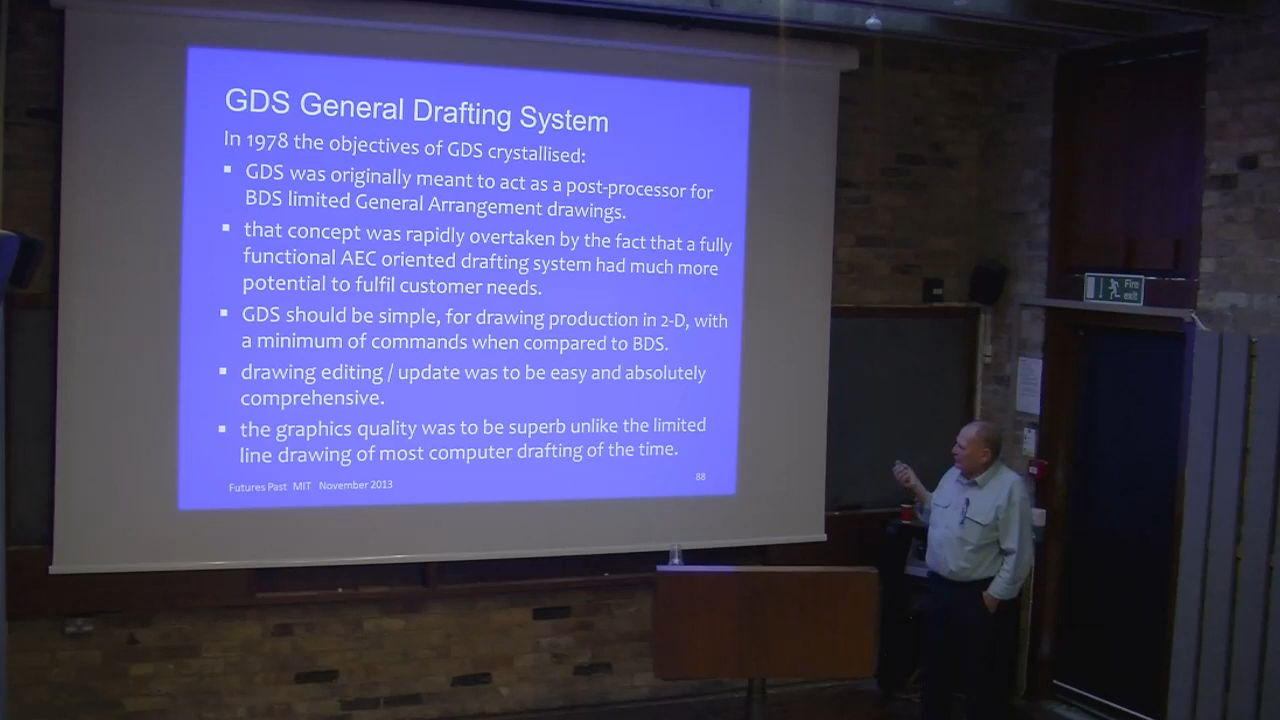 GDS General Drafting System
In 1978 the objectives of GDS crystallised:
▪ GDS was originally meant to act as a post-processor for
BDS limited General Arrangement drawings.
▪ that concept was rapidly overtaken by the fact that a fully
functional AEC oriented drafting system had much more
potential to fulfil customer needs.
▪ GDS should be simple, for drawing production in 2-D, with
a minimum of commands when compared to BDS.
▪ drawing editing / update was to be easy and absolutely
comprehensive.
▪ the graphics quality was to be superb unlike the limited
line drawing of most computer drafting of the time.
Futures Past MIT November 2013
88
Fire
exit